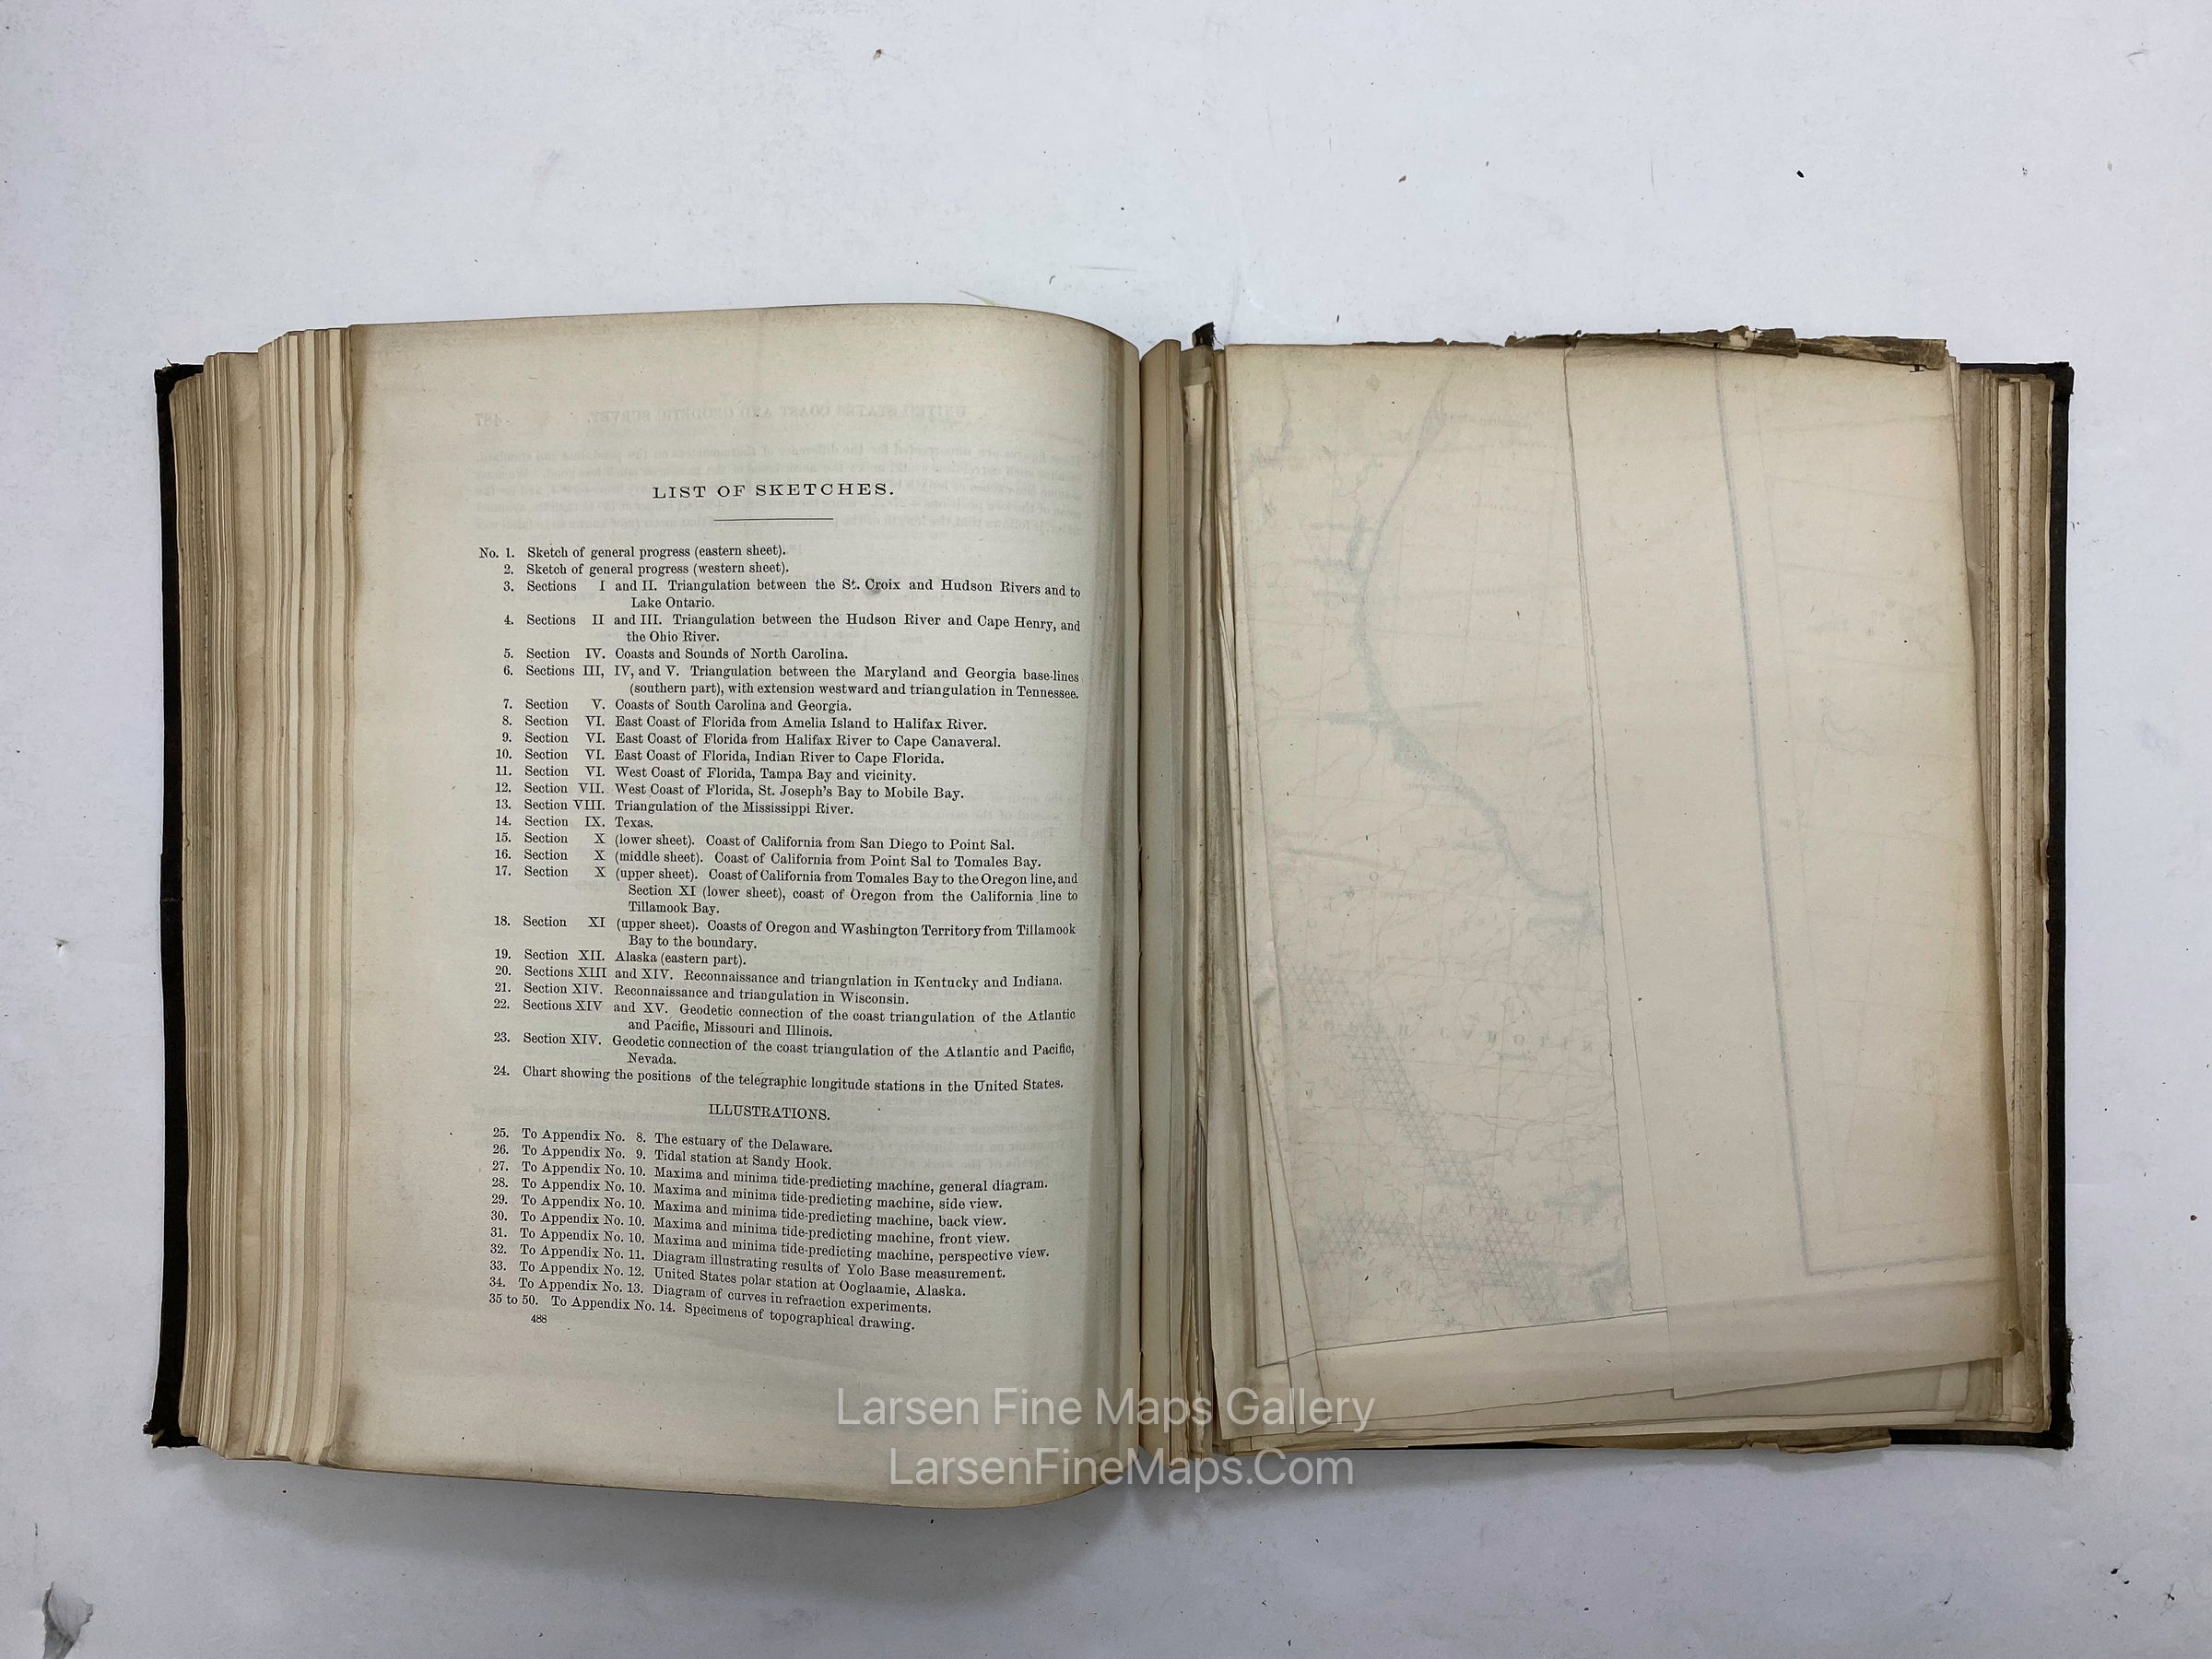 LIST OF SKETCHES.
No. 1. Sketch of general progress (eastern sheet).
2. Sketch of general progress (western sheet).
3. Sections I and II. Triangulation between the St. Croix and Hudson Rivers and to
Lake Ontario.
4. Sections II and III. Triangulation between the Hudson River and Cape Henry, and
the Ohio River.
5. Section IV. Coasts and Sounds of North Carolina.
6. Sections III, IV, and V. Triangulation between the Maryland and Georgia base-lines
(southern part), with extension westward and triangulation in Tennessee.
7. Section V. Coasts of South Carolina and Georgia.
8. Section VI. East Coast of Florida from Amelia Island to Halifax River.
9. Section VI. East Coast of Florida from Halifax River to Cape Canaveral.
10. Section VI. East Coast of Florida, Indian River to Cape Florida.
11. Section VI. West Coast of Florida, Tampa Bay and vicinity.
12. Section VII. West Coast of Florida, St. Joseph's Bay to Mobile Bay.
13. Section VIII. Triangulation of the Mississippi River.
14. Section IX. Texas.
15. Section X (lower sheet). Coast of California from San Diego to Point Sal.
16. Section X (middle sheet). Coast of California from Point Sal to Tomales Bay.
17. Section X (upper sheet). Coast of California from Tomales Bay to the Oregon line, and
Section XI (lower sheet), coast of Oregon from the California line to
Tillamook Bay.
18. Section XI (upper sheet). Coasts of Oregon and Washington Territory from Tillamook
Bay to the boundary.
19. Section XII. Alaska (eastern part).
20. Sections XIII and XIV. Reconnaissance and triangulation in Kentucky and Indiana.
21. Section XIV. Reconnaissance and triangulation in Wisconsin.
22. Sections XIV and XV. Geodetic connection of the coast triangulation of the Atlantic
and Pacific, Missouri and Illinois.
23. Section XIV. Geodetic connection of the coast triangulation of the Atlantic and Pacific,
Nevada.
24. Chart showing the positions of the telegraphic longitude stations in the United States.
ILLUSTRATIONS.
25. To Appendix No. 8. The estuary of the Delaware.
26. To Appendix No. 9. Tidal station at Sandy Hook.
27. To Appendix No. 10. Maxima and minima tide-predicting machine, general diagram.
28. To Appendix No. 10. Maxima and minima tide-predicting machine, side view.
29. To Appendix No. 10. Maxima and minima tide-predicting machine, back view.
30. To Appendix No. 10. Maxima and minima tide-predicting machine, front view.
31. To Appendix No. 10. Maxima and minima tide-predicting machine, perspective view.
32. To Appendix No. 11. Diagram illustrating results of Yolo Base measurement.
33. To Appendix No. 12. United States polar station at Ooglaamie, Alaska.
34. To Appendix No. 13. Diagram of curves in refraction experiments.
35 to 50. To Appendix No. 14. Specimens of topographical drawing.
488
Larsen Fine Maps Gallery
LarsenFineMaps.Com